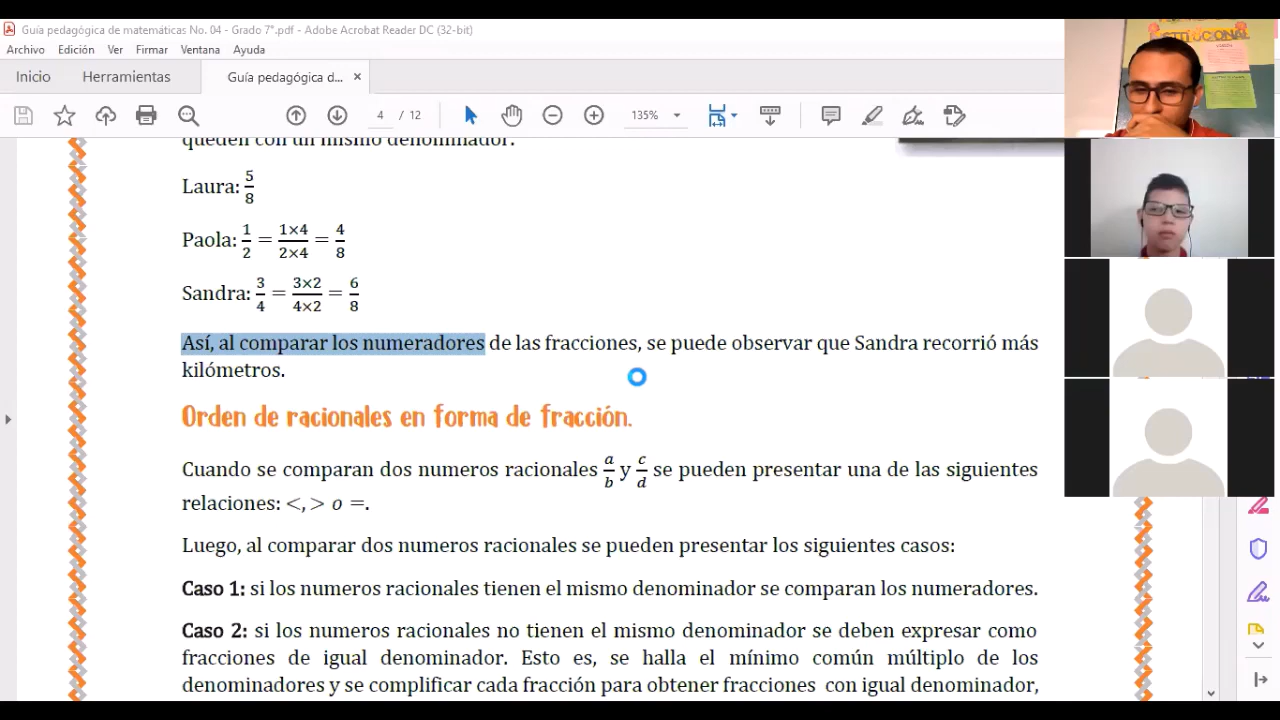 Guía pedagógica de matemáticas No. 04 - Grado 7°.pdf - Adobe Acrobat Reader DC (32-bit)
Archivo Edición Ver Firmar Ventana Ayuda
Inicio Herramientas Guía pedagógica d... ×
4 / 12 135%
queden con un mismo denominador.
Laura: 5/8
Paola: 1/2 = 1×4/2×4 = 4/8
Sandra: 3/4 = 3×2/4×2 = 6/8
Así, al comparar los numeradores de las fracciones, se puede observar que Sandra recorrió más
kilómetros.
Orden de racionales en forma de fracción.
Cuando se comparan dos numeros racionales a/b y c/d se pueden presentar una de las siguientes
relaciones: <, > o =.
Luego, al comparar dos numeros racionales se pueden presentar los siguientes casos:
Caso 1: si los numeros racionales tienen el mismo denominador se comparan los numeradores.
Caso 2: si los numeros racionales no tienen el mismo denominador se deben expresar como
fracciones de igual denominador. Esto es, se halla el mínimo común múltiplo de los
denominadores y se complificar cada fracción para obtener fracciones con igual denominador,